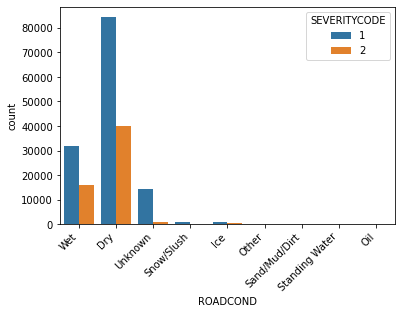 SEVERITYCODE
1
2
count
80000
70000
60000
50000
40000
30000
20000
10000
0
Wet
Dry
Unknown
Snow/Slush
Ice
Other
Sand/Mud/Dirt
Standing Water
Oil
ROADCOND